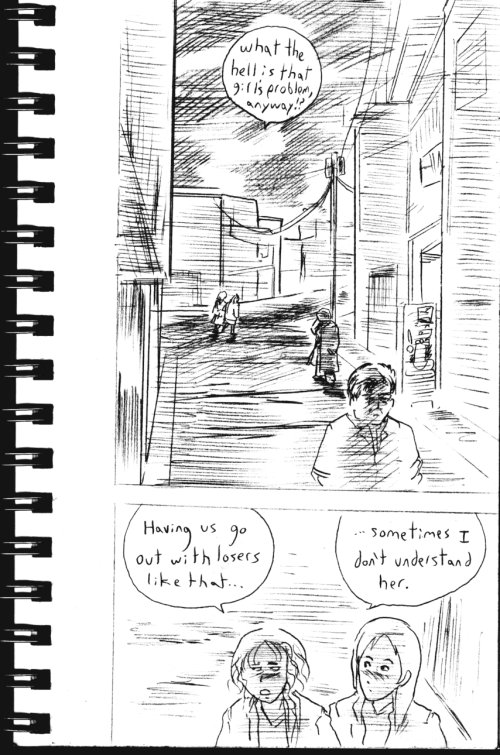 what the
hell is that
girl's problem,
anyway!?
Having us go
out with losers
like that...
...sometimes I
don't understand
her.